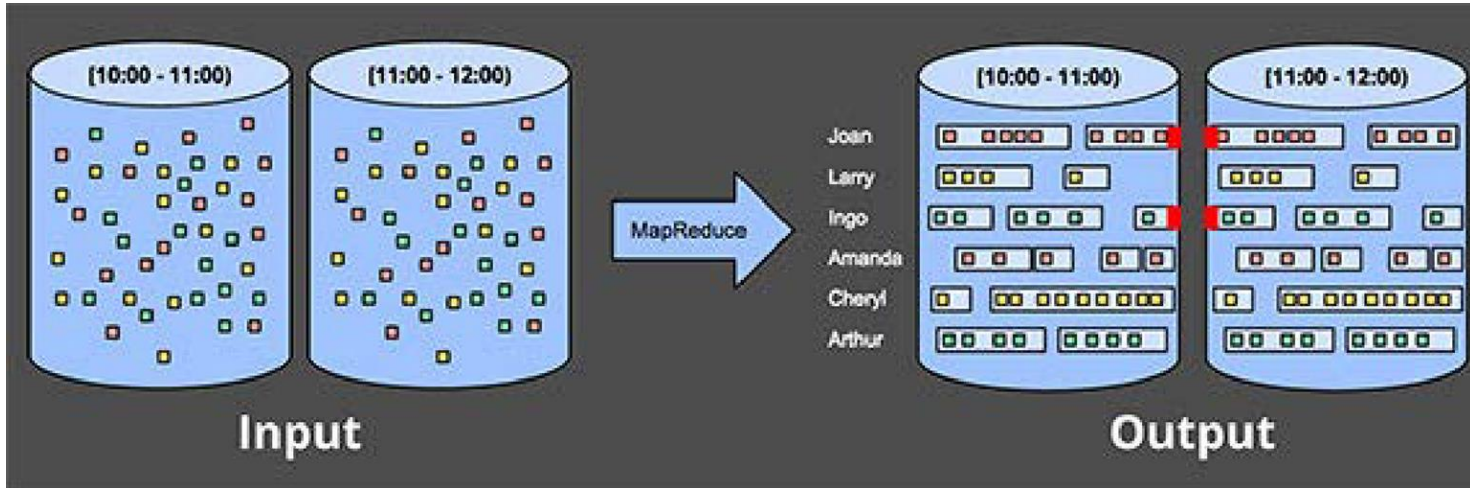 [10:00 - 11:00)
[11:00 - 12:00)
[10:00 - 11:00)
[11:00 - 12:00)
Joan
Larry
Ingo
Amanda
Cheryl
Arthur
MapReduce
Input
Output